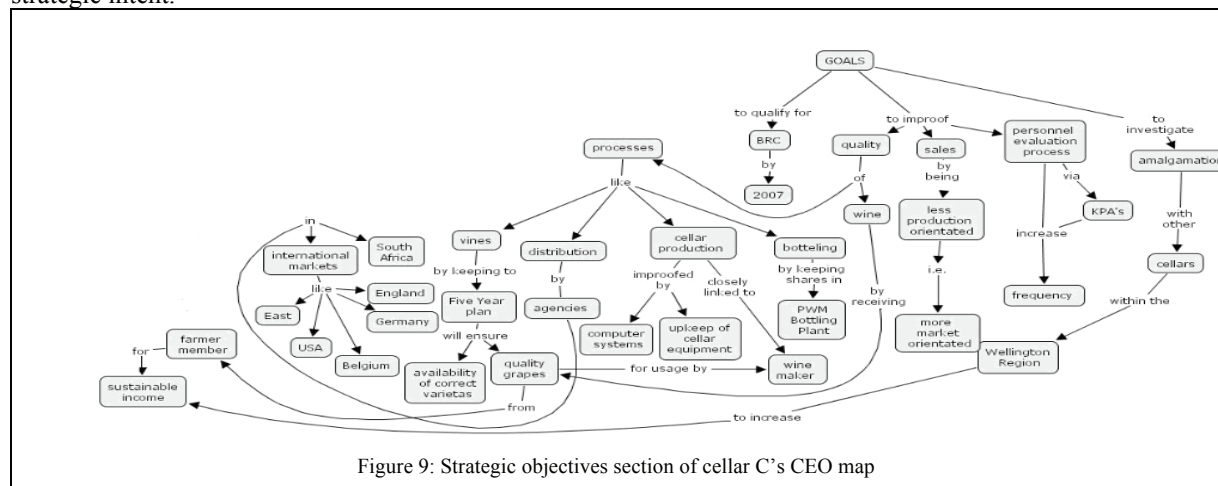 strategic intent.
GOALS
to qualify for
to improof
to
investigate
BRC
quality
sales
personnel
evaluation
process
amalgamation
processes
by
of
by
being
via
like
2007
wine
less
production
orientated
KPA's
with
other
in
South
Africa
vines
distribution
cellar
production
botteling
increase
international
markets
by keeping to
by
improofed
by
closely
linked to
by keeping
shares in
i.e.
cellars
like
England
Five Year
plan
agencies
by
receiving
frequency
within the
East
Germany
PWM
Bottling
Plant
USA
will ensure
computer
systems
upkeep of
cellar
equipment
more
market
orientated
farmer
member
Belgium
Wellington
Region
for
availability
of correct
varietas
quality
grapes
for usage by
wine
maker
sustainable
income
from
to increase
Figure 9: Strategic objectives section of cellar C’s CEO map